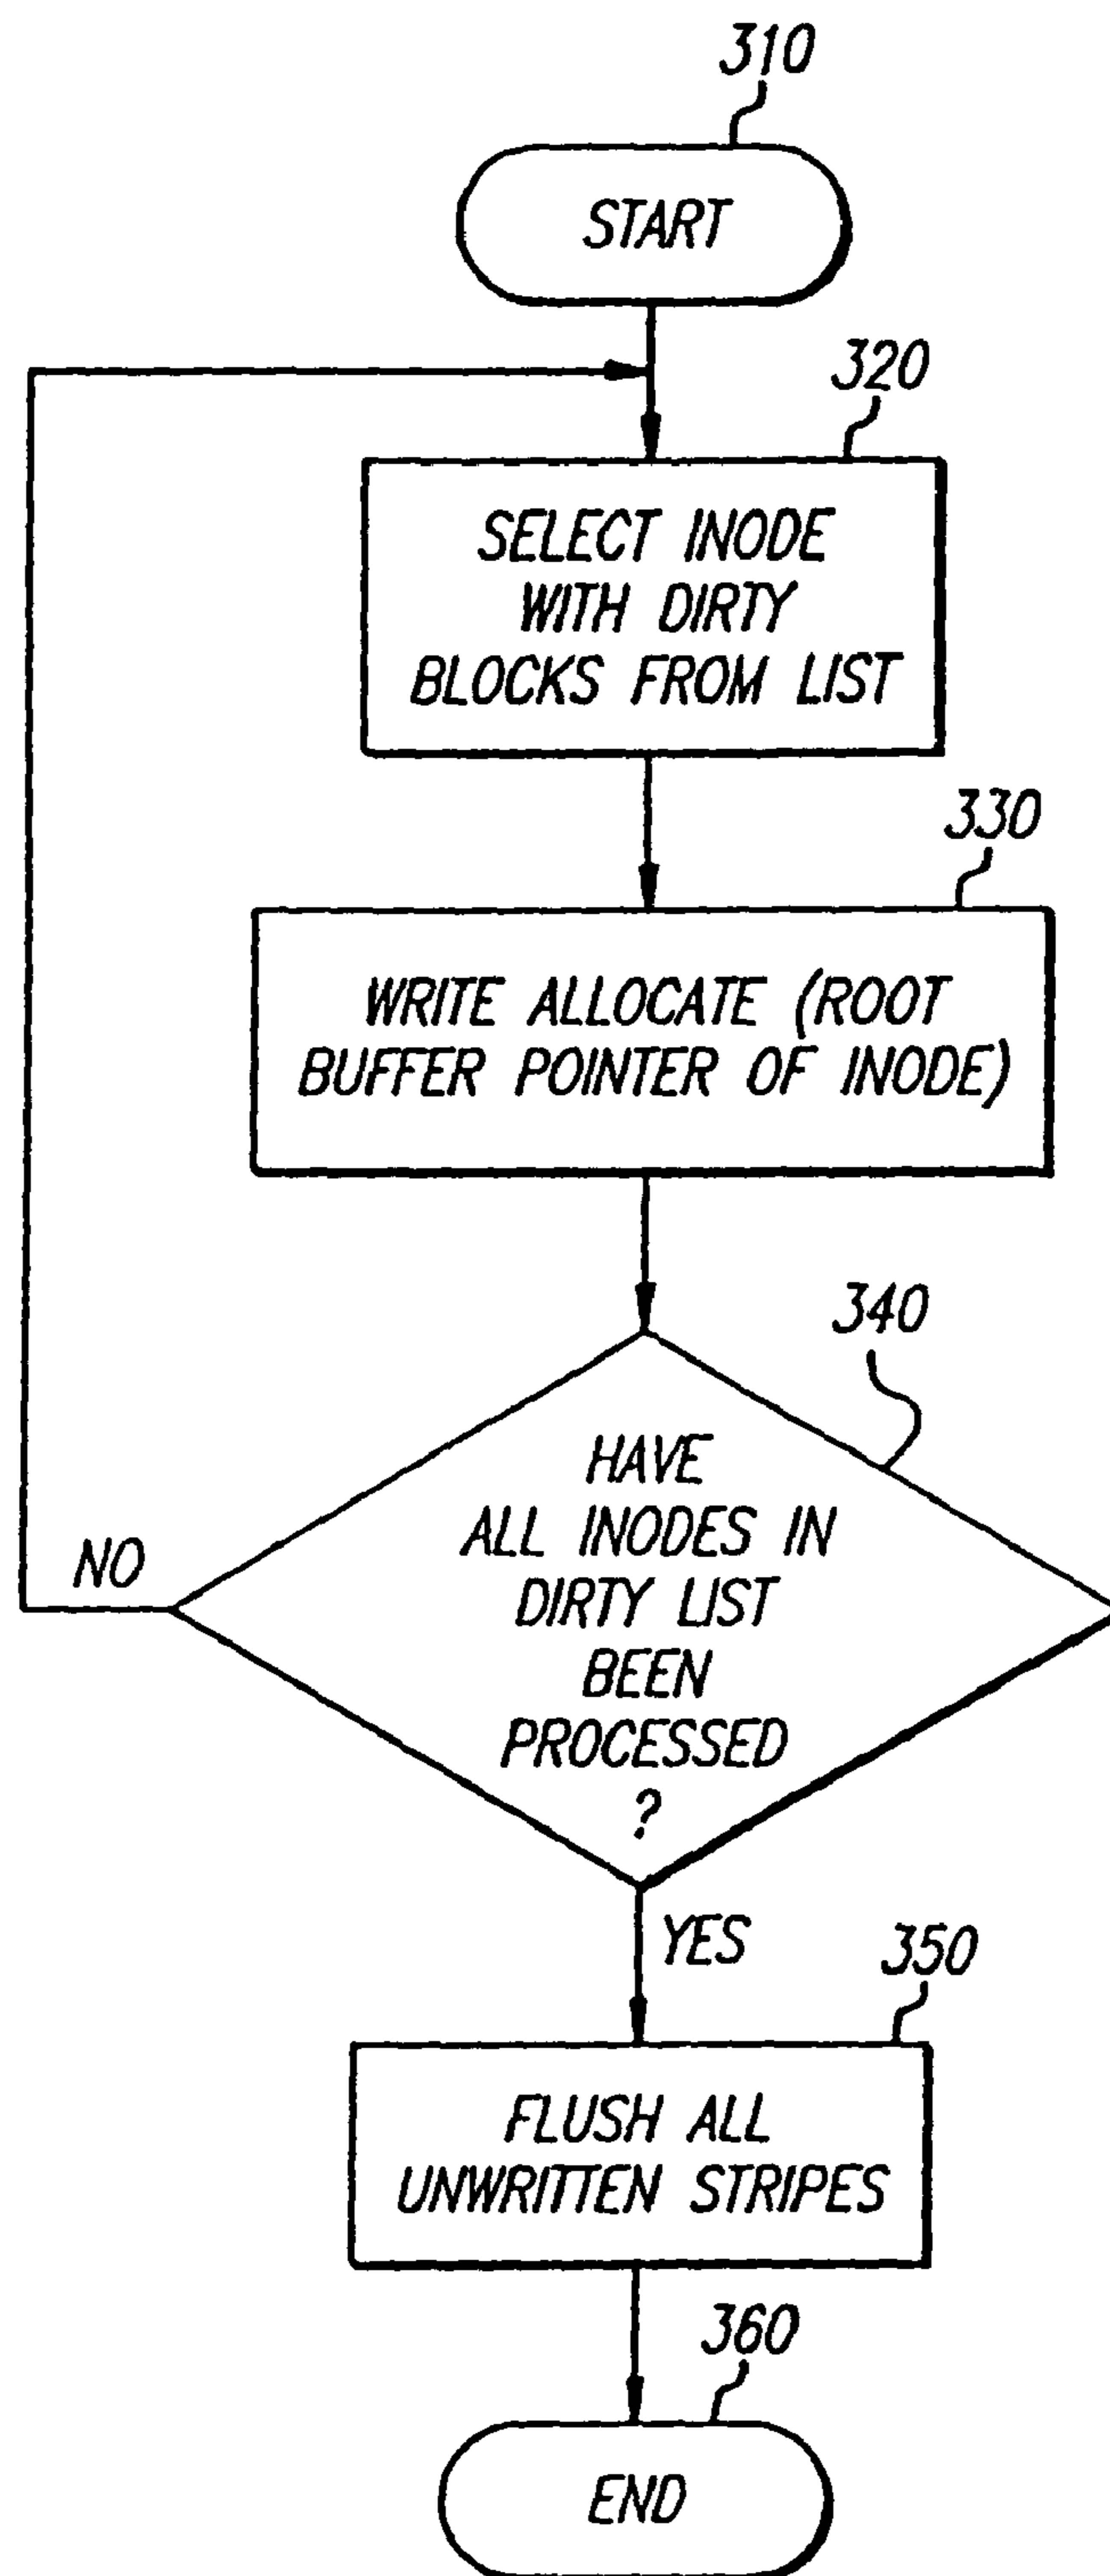 310
START
320
SELECT INODE
WITH DIRTY
BLOCKS FROM LIST
330
WRITE ALLOCATE (ROOT
BUFFER POINTER OF INODE)
340
HAVE
ALL INODES IN
DIRTY LIST
BEEN
PROCESSED
?
NO
YES
350
FLUSH ALL
UNWRITTEN STRIPES
360
END